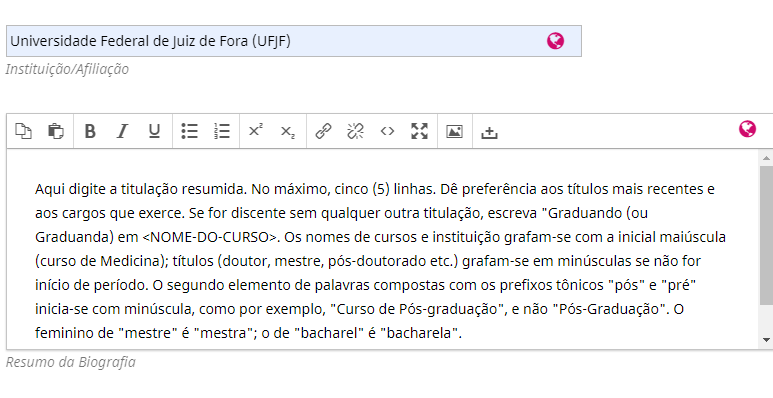 Universidade Federal de Juiz de Fora (UFJF)
Instituição/Afiliação
B I U x² x₂
Aqui digite a titulação resumida. No máximo, cinco (5) linhas. Dê preferência aos títulos mais recentes e
aos cargos que exerce. Se for discente sem qualquer outra titulação, escreva "Graduando (ou
Graduanda) em <NOME-DO-CURSO>. Os nomes de cursos e instituição grafam-se com a inicial maiúscula
(curso de Medicina); títulos (doutor, mestre, pós-doutorado etc.) grafam-se em minúsculas se não for
início de período. O segundo elemento de palavras compostas com os prefixos tônicos "pós" e "pré"
inicia-se com minúscula, como por exemplo, "Curso de Pós-graduação", e não "Pós-Graduação". O
feminino de "mestre" é "mestra"; o de "bacharel" é "bacharela".
Resumo da Biografia